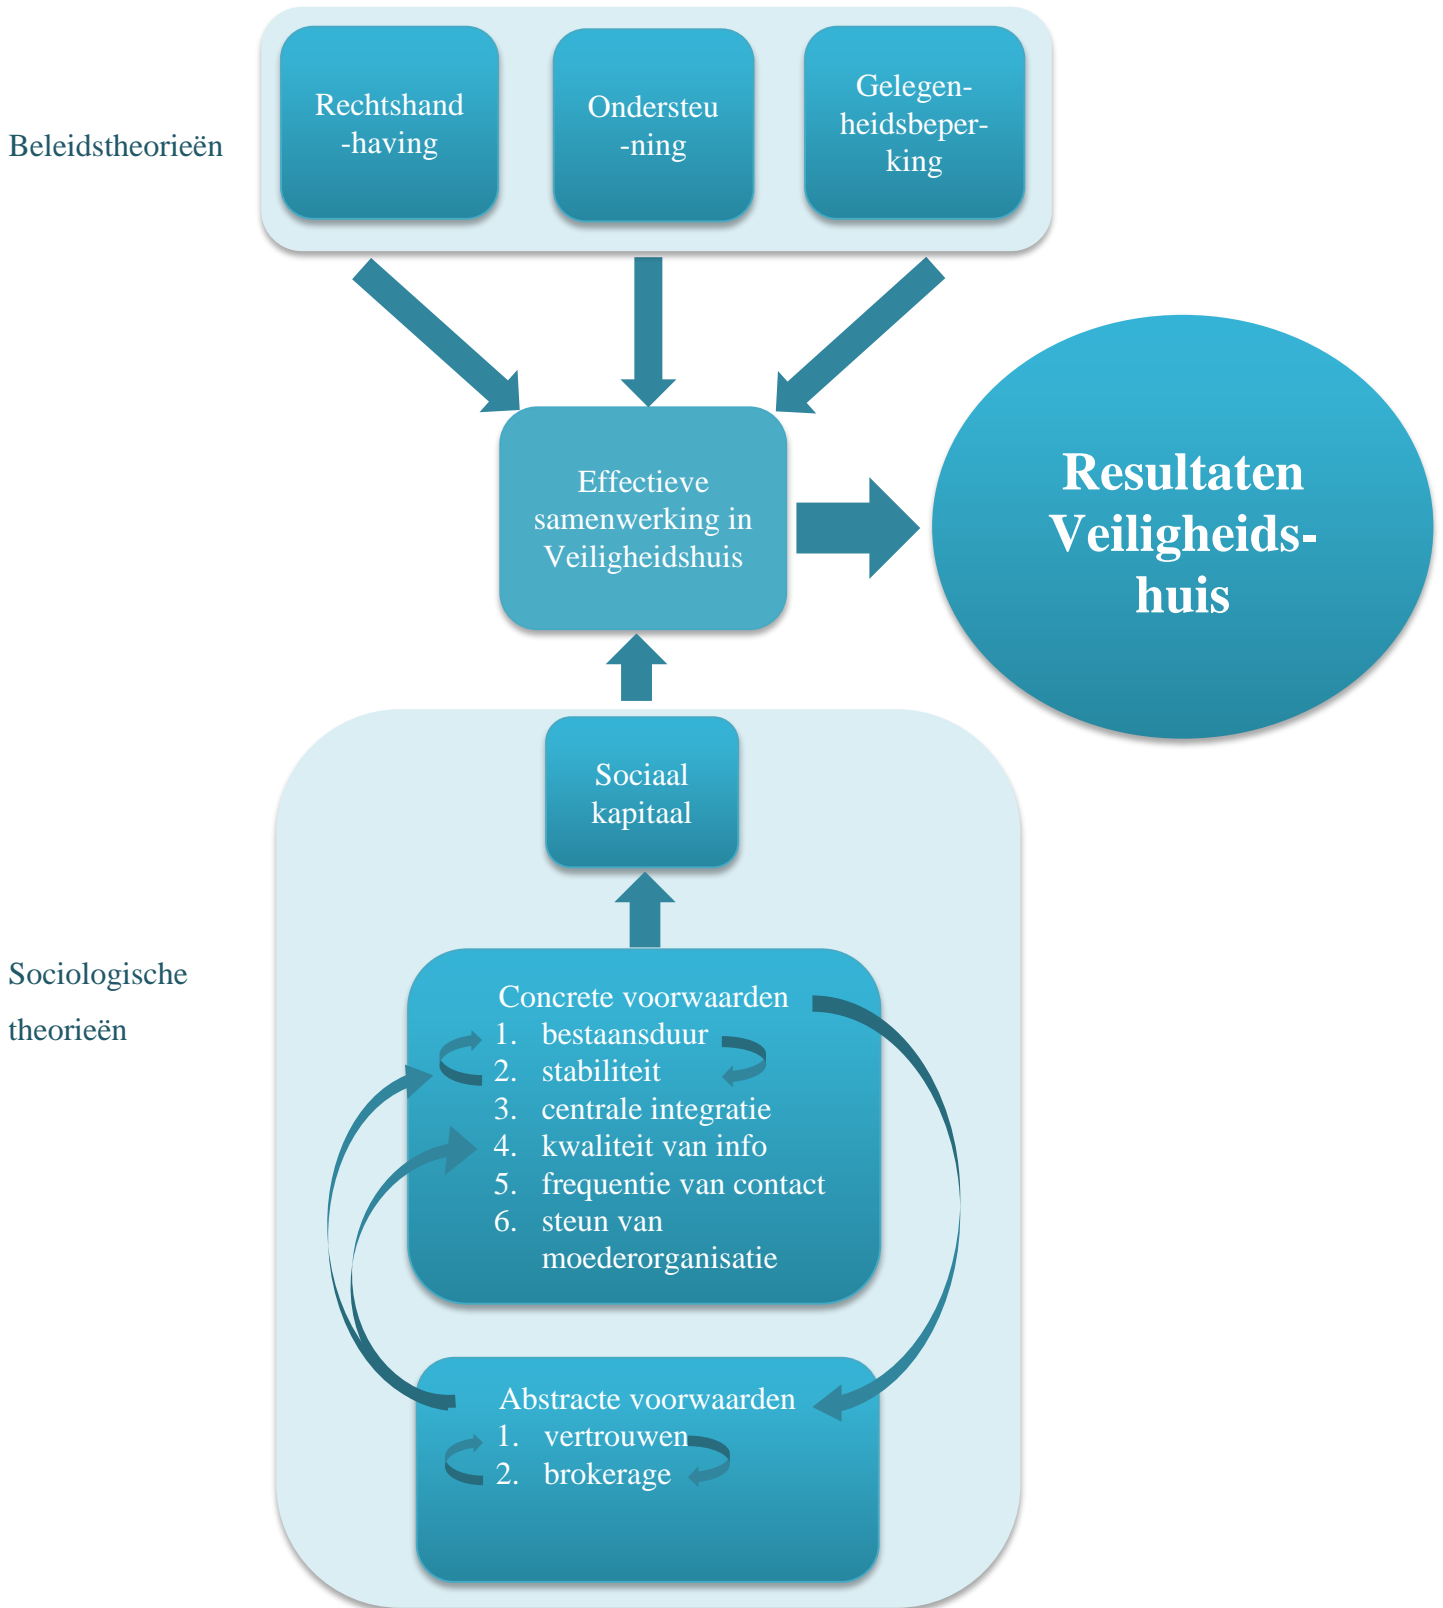 Beleidstheorieën
Rechtshand
-having
Ondersteu
-ning
Gelegen-
heidsbeper-
king
Effectieve
samenwerking in
Veiligheidshuis
Resultaten
Veiligheids-
huis
Sociaal
kapitaal
Sociologische
theorieën
Concrete voorwaarden
1. bestaansduur
2. stabiliteit
3. centrale integratie
4. kwaliteit van info
5. frequentie van contact
6. steun van
moederorganisatie
Abstracte voorwaarden
1. vertrouwen
2. brokerage